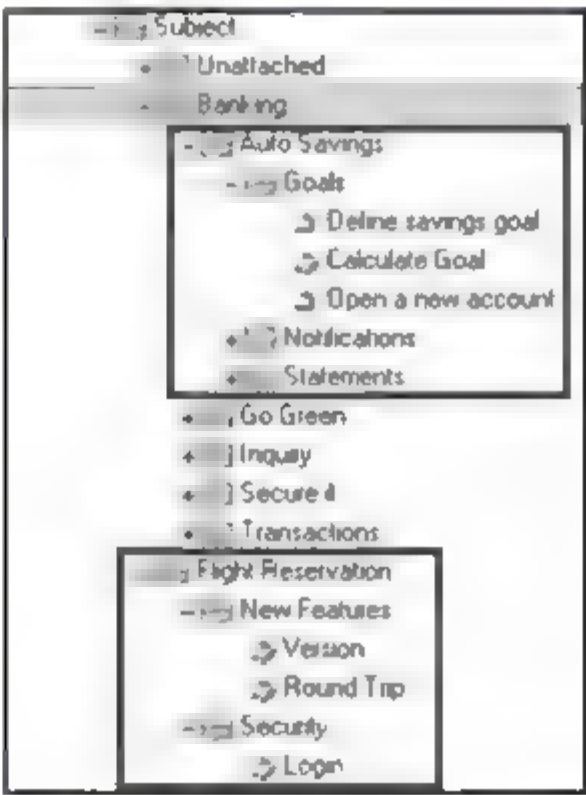 Subject
Unattached
Banking
Auto Savings
Goals
Define savings goal
Calculate Goal
Open a new account
Notifications
Statements
Go Green
Inquiry
Secure it
Transactions
Flight Reservation
New Features
Version
Round Trip
Security
Login